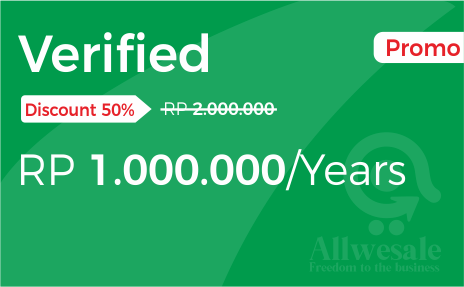 Verified
Promo
Discount 50% RP 2.000.000
RP 1.000.000/Years
Allwesale
Freedom to the business